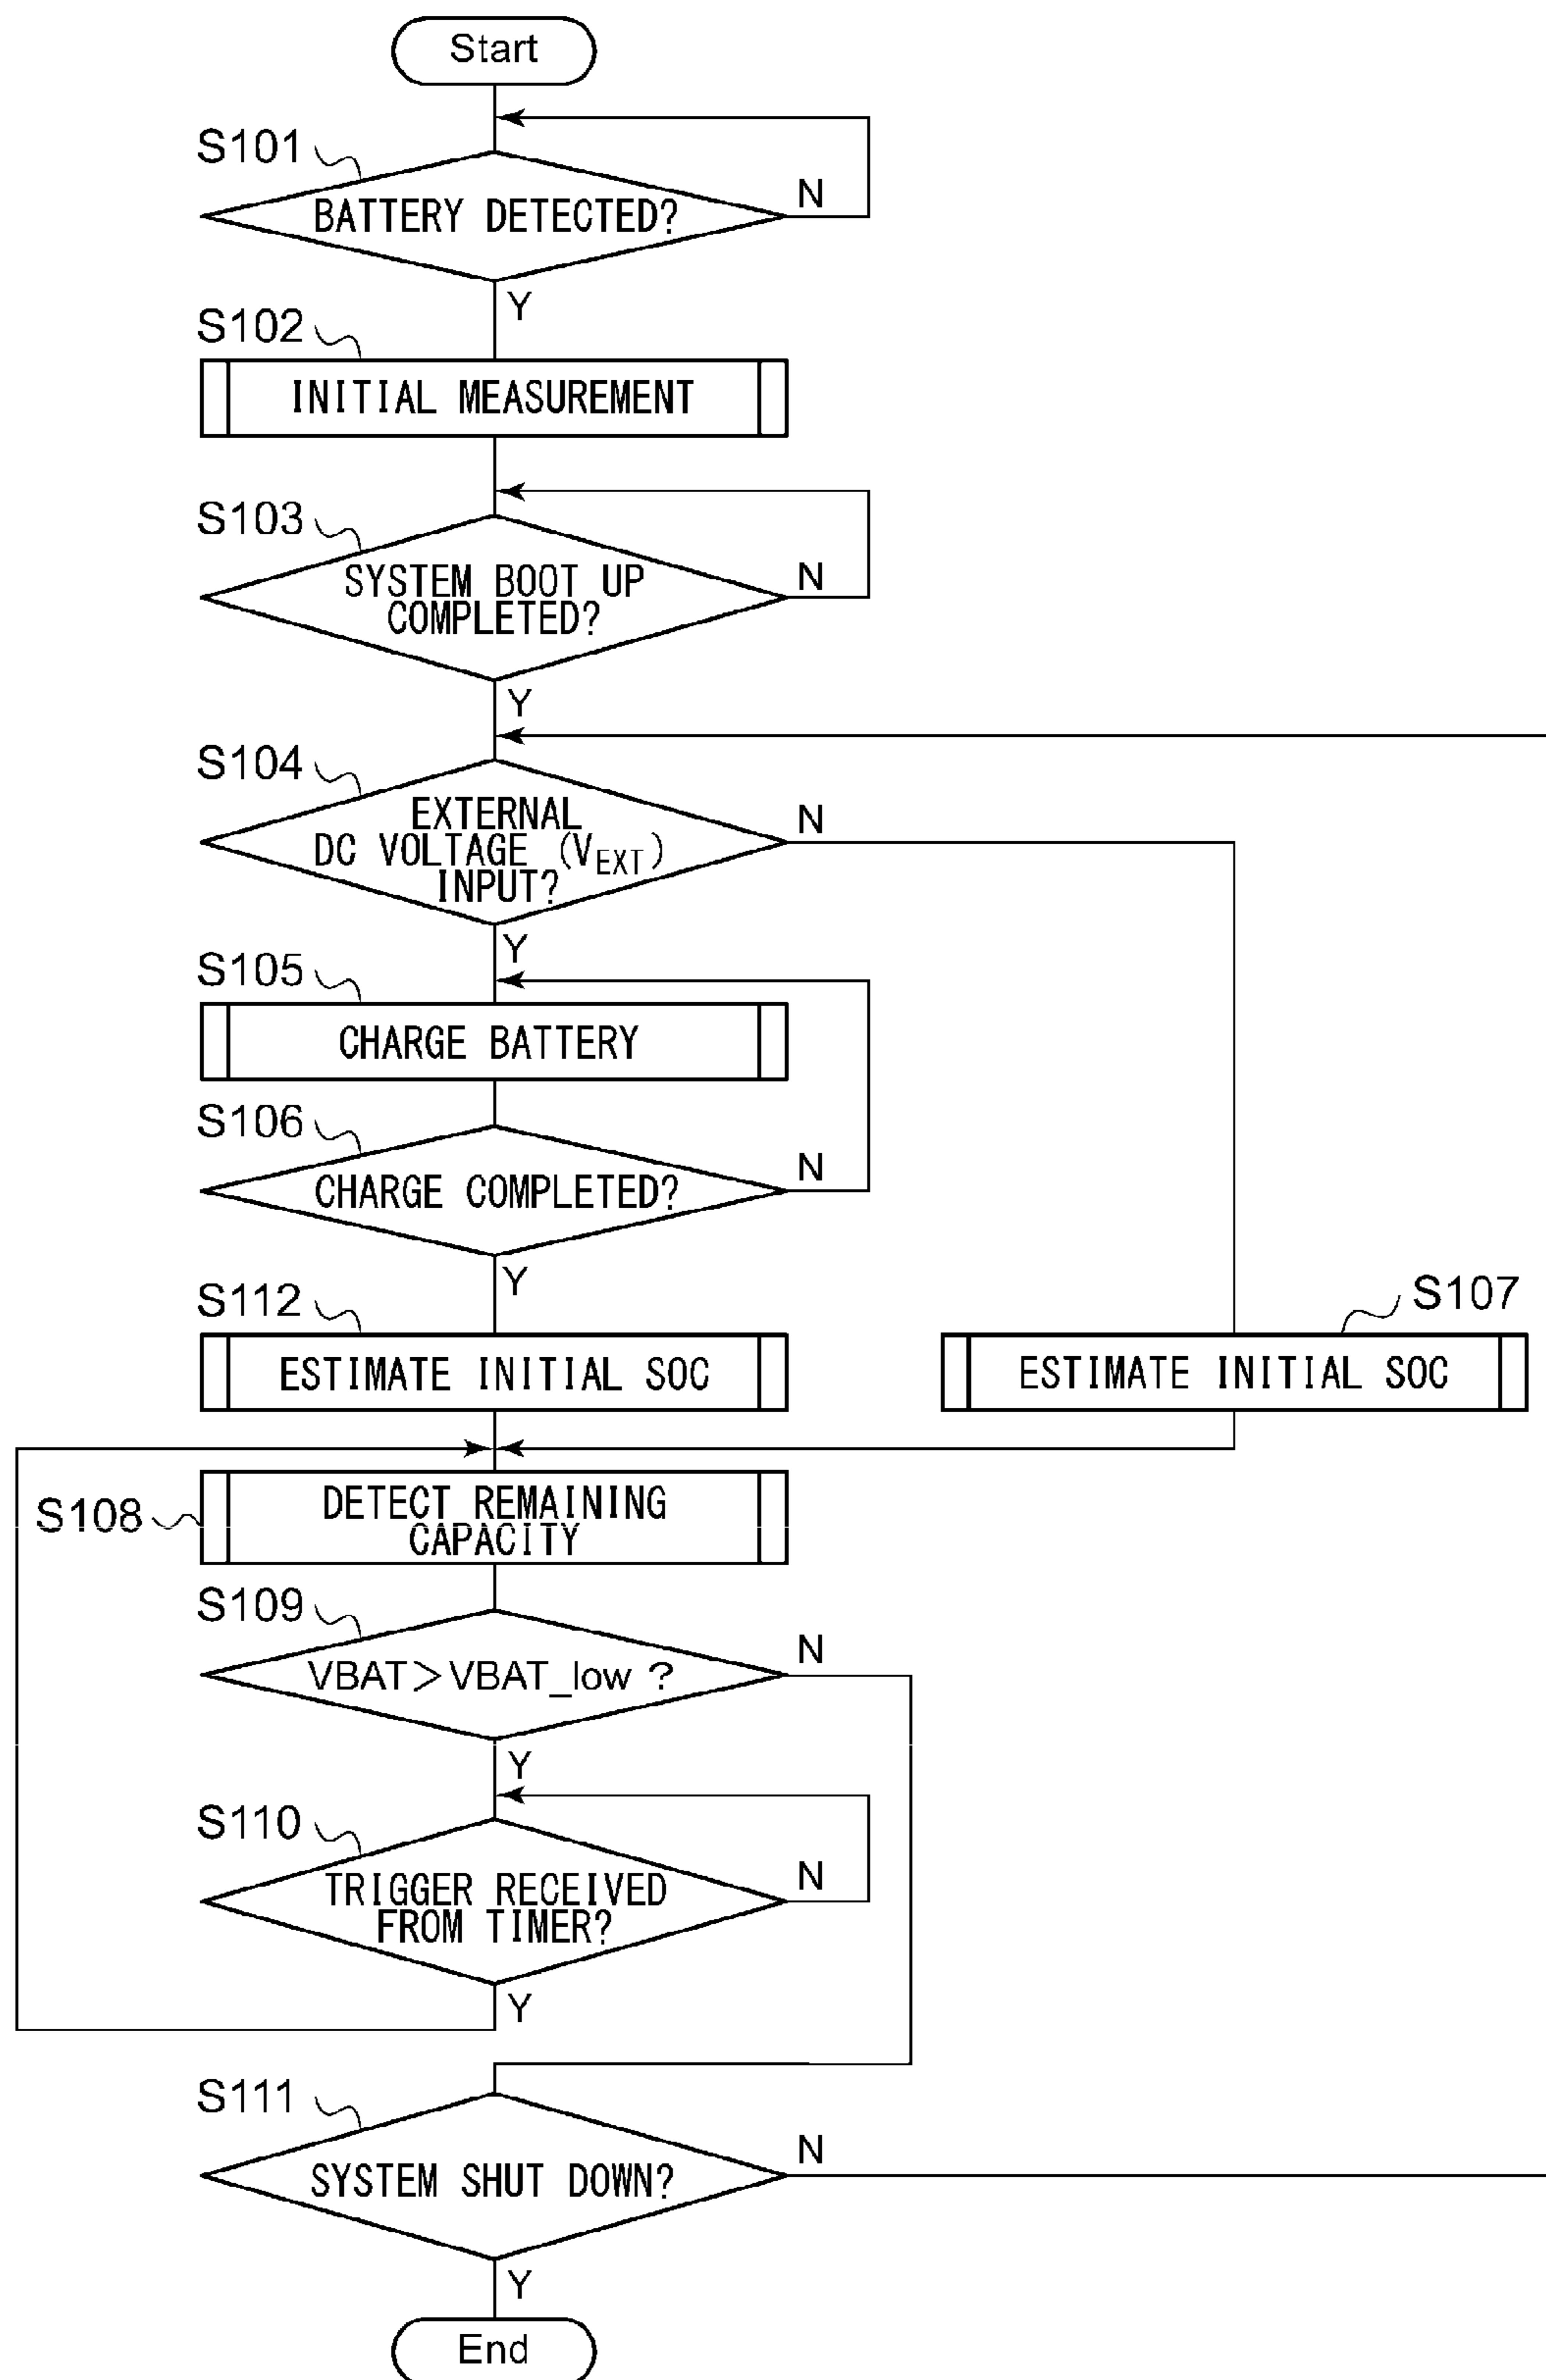 Start
S101
BATTERY DETECTED?
N
Y
S102
INITIAL MEASUREMENT
S103
SYSTEM BOOT UP
COMPLETED?
N
Y
S104
EXTERNAL
DC VOLTAGE (VEXT)
INPUT?
N
Y
S105
CHARGE BATTERY
S106
CHARGE COMPLETED?
N
Y
S112
ESTIMATE INITIAL SOC
S107
ESTIMATE INITIAL SOC
S108
DETECT REMAINING
CAPACITY
S109
VBAT>VBAT_low ?
N
Y
S110
TRIGGER RECEIVED
FROM TIMER?
N
Y
S111
SYSTEM SHUT DOWN?
N
Y
End